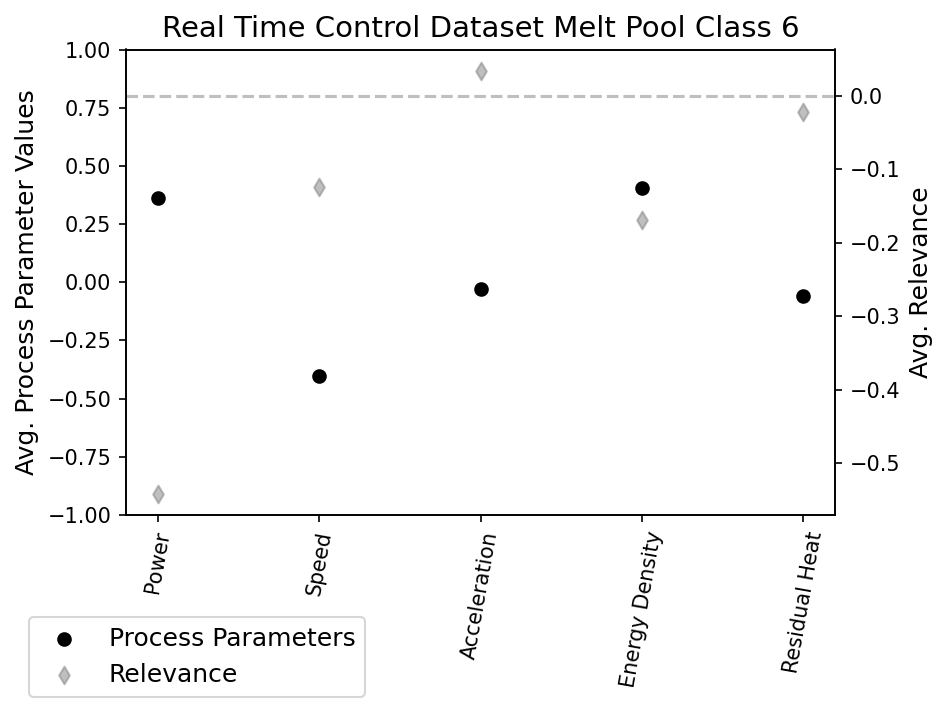 Real Time Control Dataset Melt Pool Class 6
Avg. Process Parameter Values
1.00
0.75
0.50
0.25
0.00
−0.25
−0.50
−0.75
−1.00
0.0
−0.1
−0.2
−0.3
−0.4
−0.5
Avg. Relevance
Power
Speed
Acceleration
Energy Density
Residual Heat
Process Parameters
Relevance